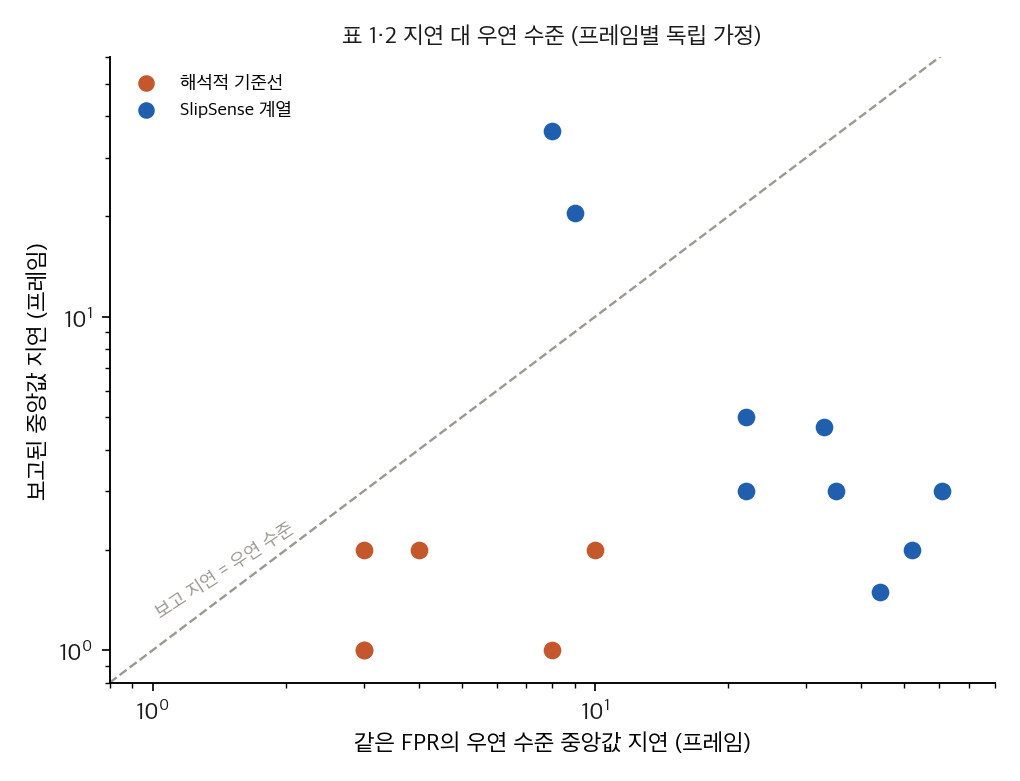 표 1·2 지연 대 우연 수준 (프레임별 독립 가정)
해석적 기준선
SlipSense 계열
보고된 중앙값 지연 (프레임)
10¹
10⁰
보고 지연 = 우연 수준
10⁰
10¹
같은 FPR의 우연 수준 중앙값 지연 (프레임)